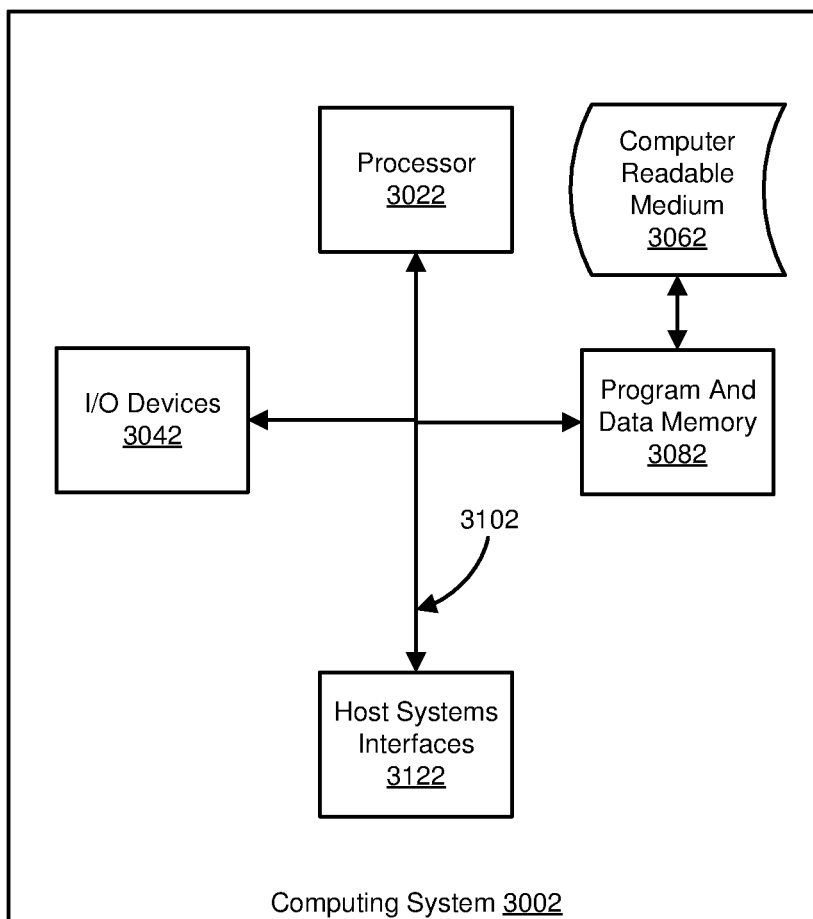 Processor
3022
Computer
Readable
Medium
3062
I/O Devices
3042
Program And
Data Memory
3082
3102
Host Systems
Interfaces
3122
Computing System 3002